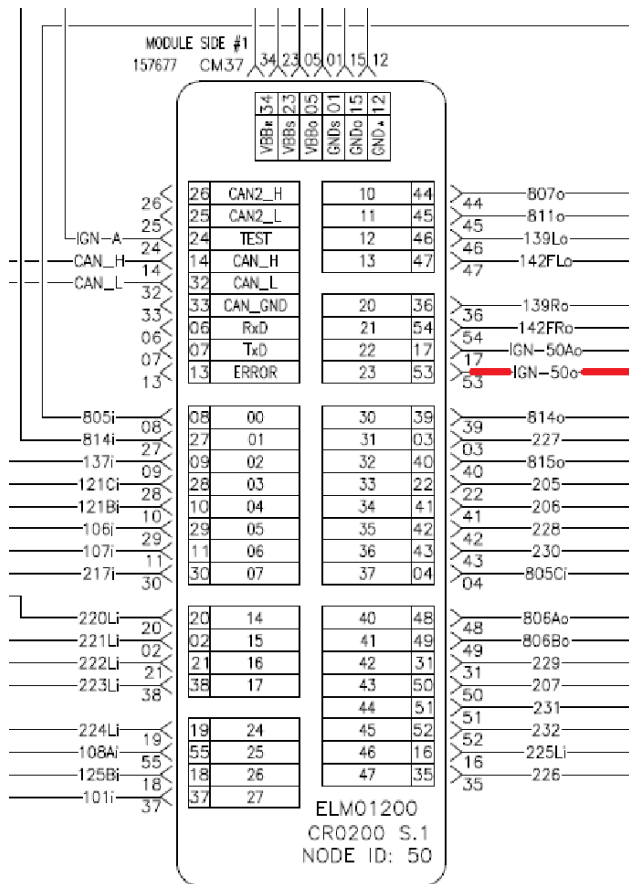 MODULE SIDE #1
157677 CM37 34 23 05 01 15 12
34 23 05 01 15 12
VBBR VBBS VBBO GNDS GNDO GNDA
26 26 CAN2_H 10 44 44 807o
25 25 CAN2_L 11 45 45 811o
IGN-A 24 24 TEST 12 46 46 139Lo
CAN_H 14 14 CAN_H 13 47 47 142FLo
CAN_L 32 32 CAN_L
33 33 CAN_GND 20 36 36 139Ro
06 06 RxD 21 54 54 142FRo
07 07 TxD 22 17 17 IGN-50Ao
13 13 ERROR 23 53 53 IGN-50o
805i 08 08 00 30 39 39 814o
814i 27 27 01 31 03 03 227
137i 09 09 02 32 40 40 815o
121Ci 28 28 03 33 22 22 205
121Bi 10 10 04 34 41 41 206
106i 29 29 05 35 42 42 228
107i 11 11 06 36 43 43 230
217i 30 30 07 37 04 04 805Ci
220Li 20 20 14 40 48 48 806Ao
221Li 02 02 15 41 49 49 806Bo
222Li 21 21 16 42 31 31 229
223Li 38 38 17 43 50 50 207
44 51 51 231
224Li 19 19 24 45 52 52 232
108Ai 55 55 25 46 16 16 225Li
125Bi 18 18 26 47 35 35 226
101i 37 37 27
ELM01200
CR0200 S.1
NODE ID: 50